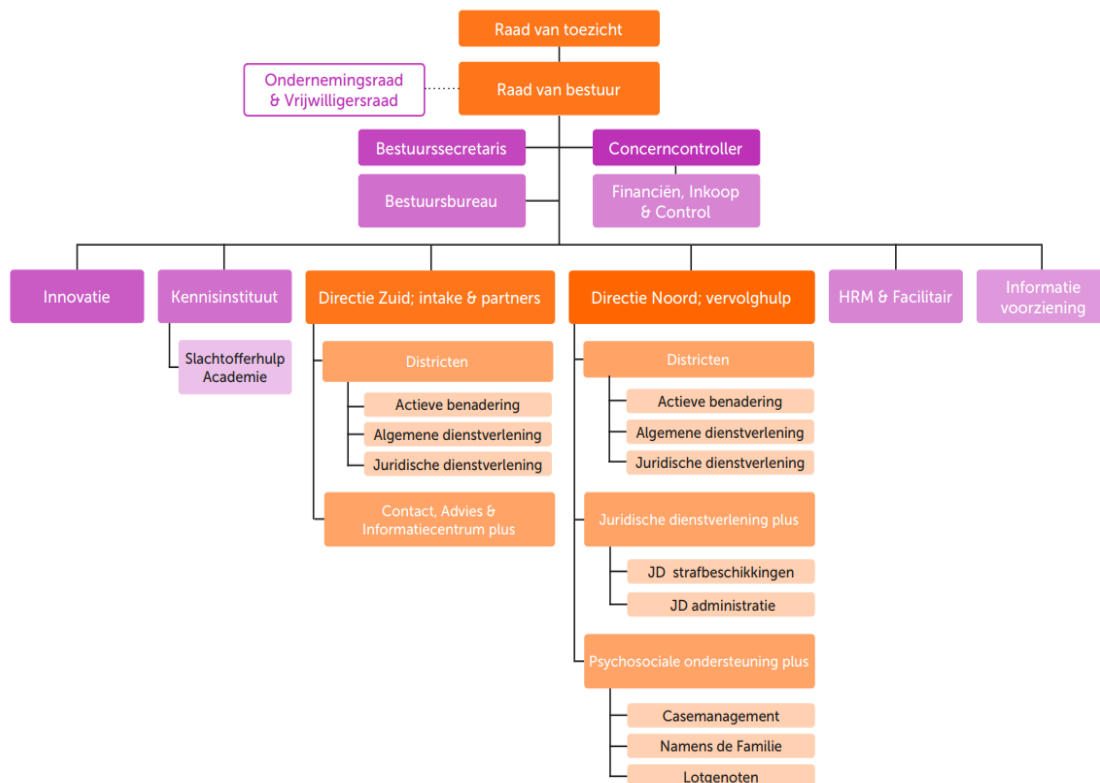 Raad van toezicht
Ondernemingsraad
& Vrijwilligersraad
Raad van bestuur
Bestuurssecretaris
Concerncontroller
Bestuursbureau
Financiën, Inkoop
& Control
Innovatie
Kennisinstituut
Directie Zuid; intake & partners
Directie Noord; vervolghulp
HRM & Facilitair
Informatie
voorziening
Slachtofferhulp
Academie
Districten
Actieve benadering
Algemene dienstverlening
Juridische dienstverlening
Contact, Advies &
Informatiecentrum plus
Districten
Actieve benadering
Algemene dienstverlening
Juridische dienstverlening
Juridische dienstverlening plus
JD strafbeschikkingen
JD administratie
Psychosociale ondersteuning plus
Casemanagement
Namens de Familie
Lotgenoten